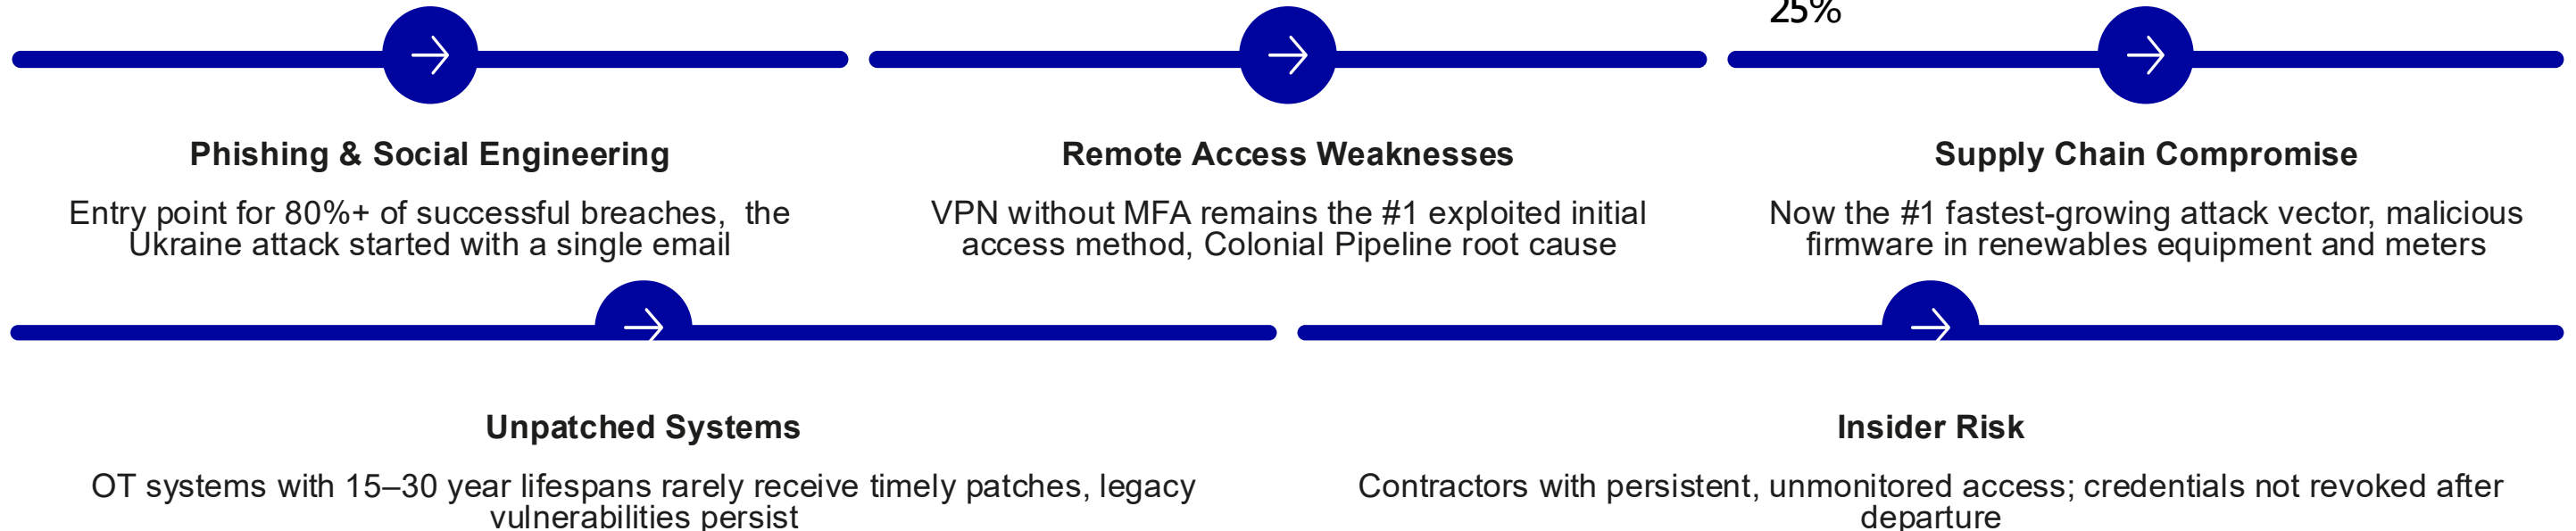 25%
Phishing & Social Engineering
Entry point for 80%+ of successful breaches,  the
Ukraine attack started with a single email
Remote Access Weaknesses
VPN without MFA remains the #1 exploited initial
access method, Colonial Pipeline root cause
Supply Chain Compromise
Now the #1 fastest-growing attack vector, malicious
firmware in renewables equipment and meters
Unpatched Systems
OT systems with 15–30 year lifespans rarely receive timely patches, legacy
vulnerabilities persist
Insider Risk
Contractors with persistent, unmonitored access; credentials not revoked after
departure